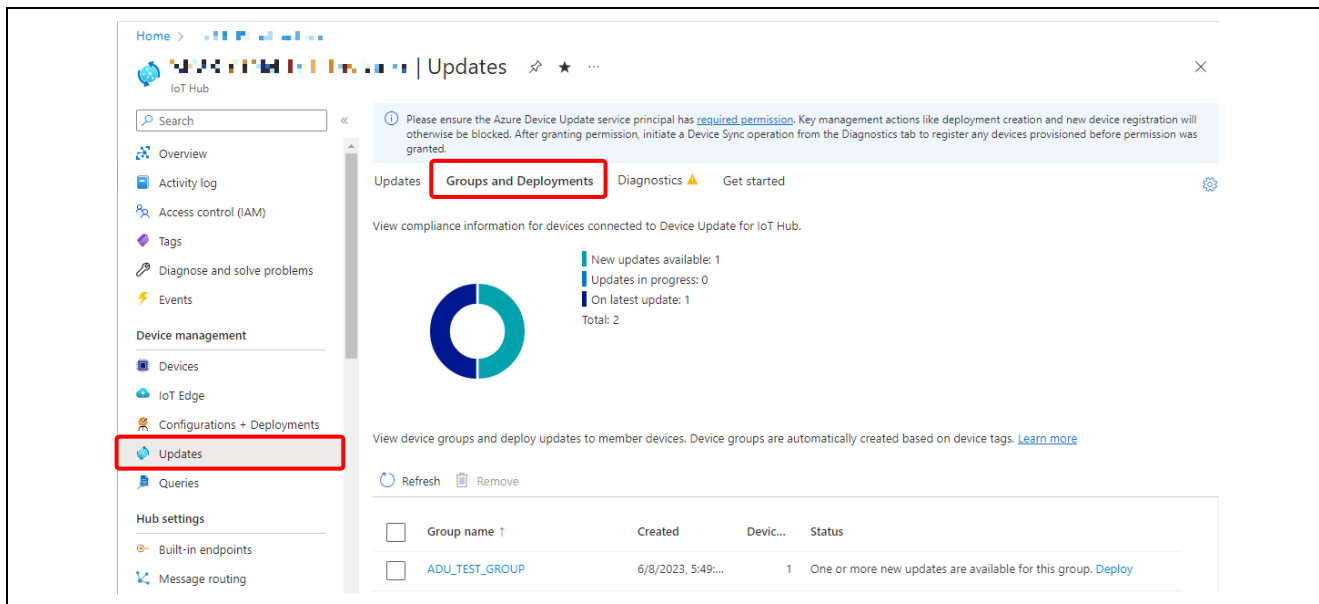 Home >
| Updates
IoT Hub
Search
Please ensure the Azure Device Update service principal has required permission. Key management actions like deployment creation and new device registration will
otherwise be blocked. After granting permission, initiate a Device Sync operation from the Diagnostics tab to register any devices provisioned before permission was
granted.
Overview
Activity log
Access control (IAM)
Tags
Diagnose and solve problems
Events
Device management
Devices
IoT Edge
Configurations + Deployments
Updates
Queries
Hub settings
Built-in endpoints
Message routing
Updates Groups and Deployments Diagnostics Get started
View compliance information for devices connected to Device Update for IoT Hub.
New updates available: 1
Updates in progress: 0
On latest update: 1
Total: 2
View device groups and deploy updates to member devices. Device groups are automatically created based on device tags. Learn more
Refresh Remove
Group name ↑ Created Devic... Status
ADU_TEST_GROUP 6/8/2023, 5:49:... 1 One or more new updates are available for this group. Deploy